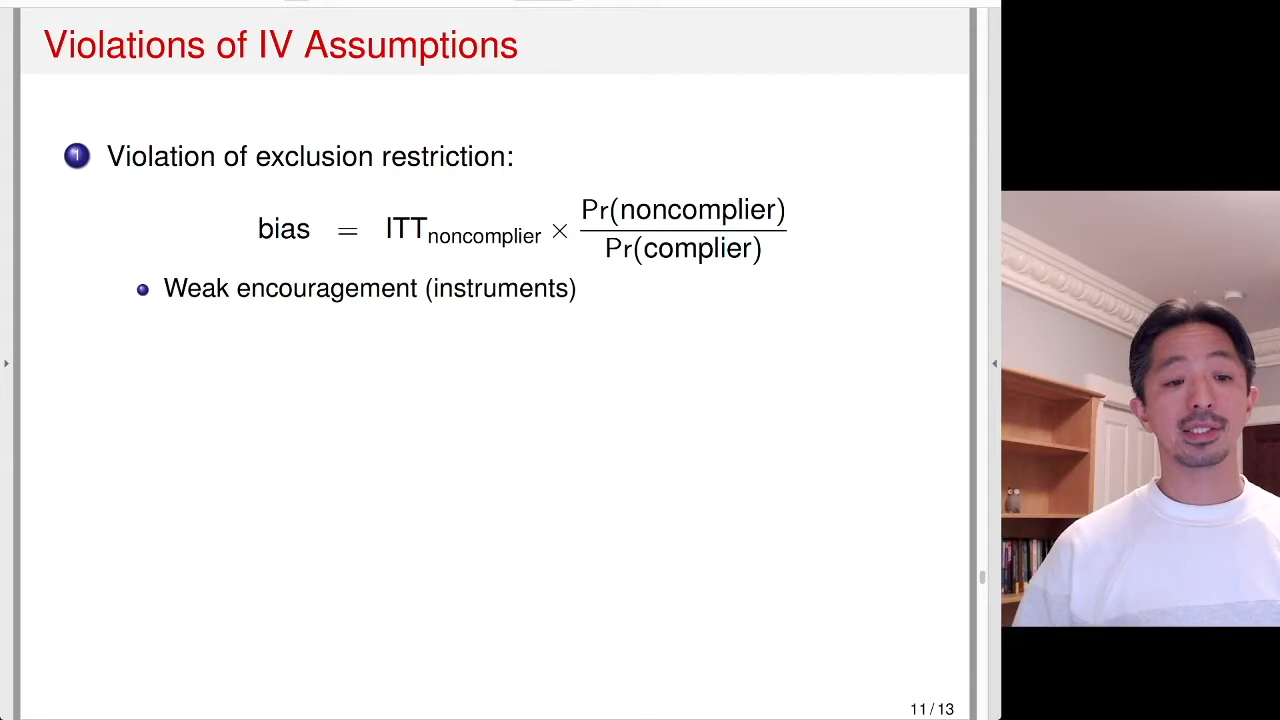 Violations of IV Assumptions
1 Violation of exclusion restriction:
bias = ITT_noncomplier × Pr(noncomplier) / Pr(complier)
Weak encouragement (instruments)
11 / 13